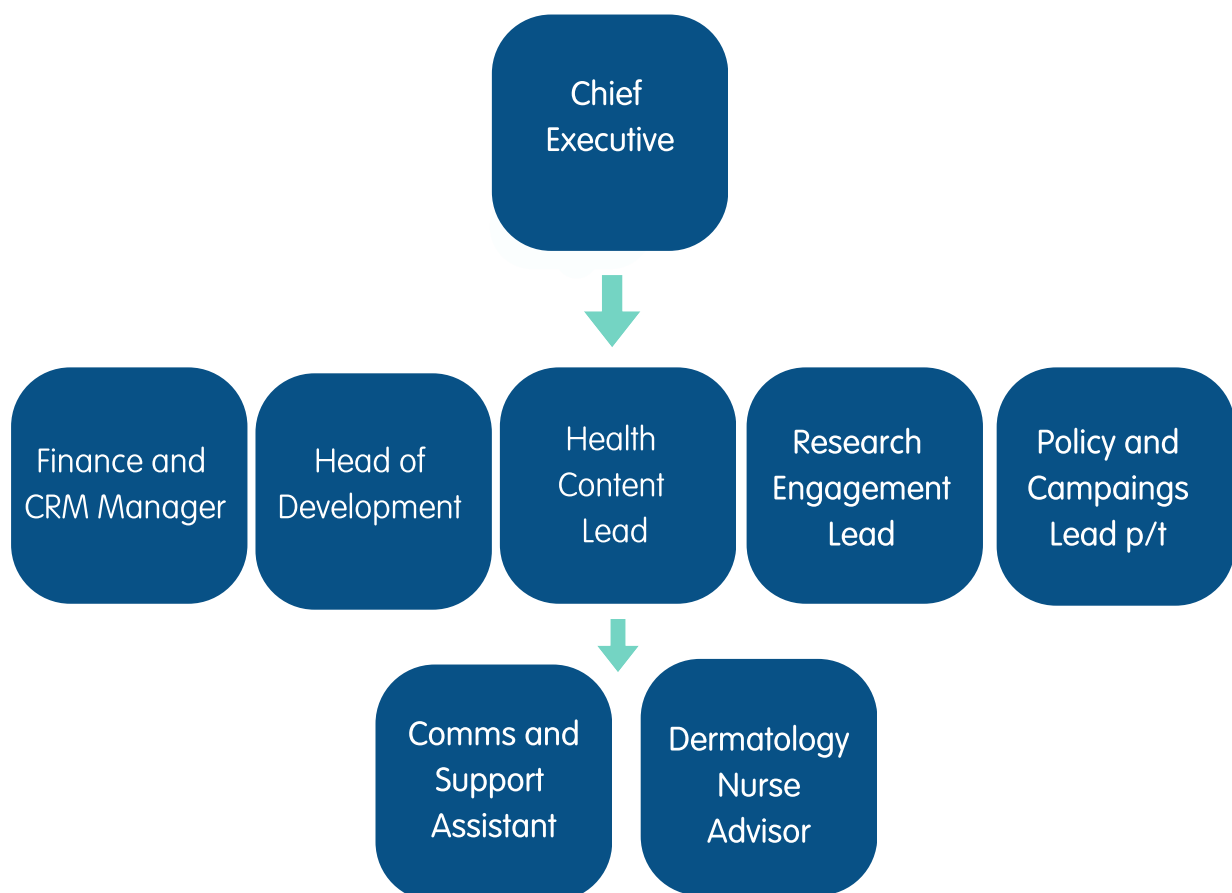 Chief
Executive
Finance and
CRM Manager
Head of
Development
Health
Content
Lead
Research
Engagement
Lead
Policy and
Campaings
Lead p/t
Comms and
Support
Assistant
Dermatology
Nurse
Advisor